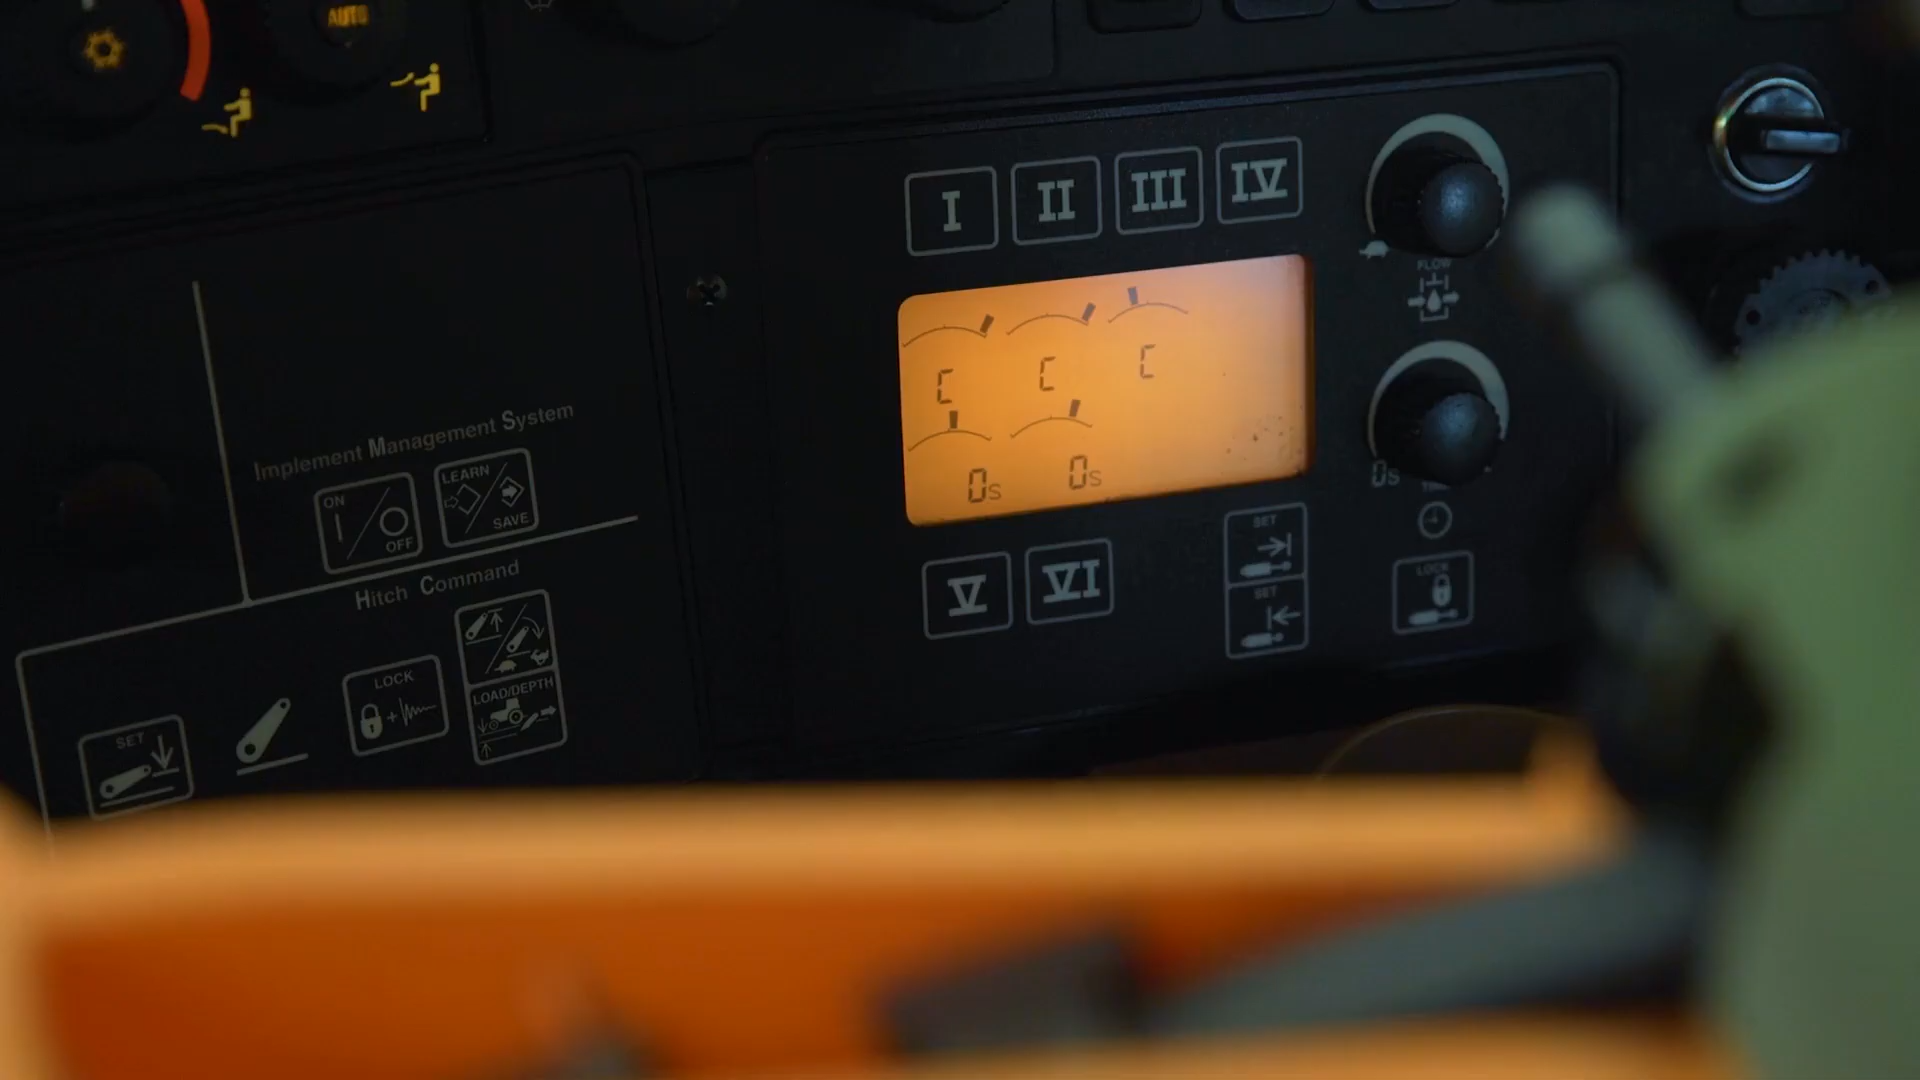 AUTO
I II III IV
FLOW
C C C
0s 0s
0s
Implement Management System
ON
OFF
LEARN
SAVE
V VI
SET
SET
LOCK
Hitch Command
SET
LOCK
LOAD/DEPTH